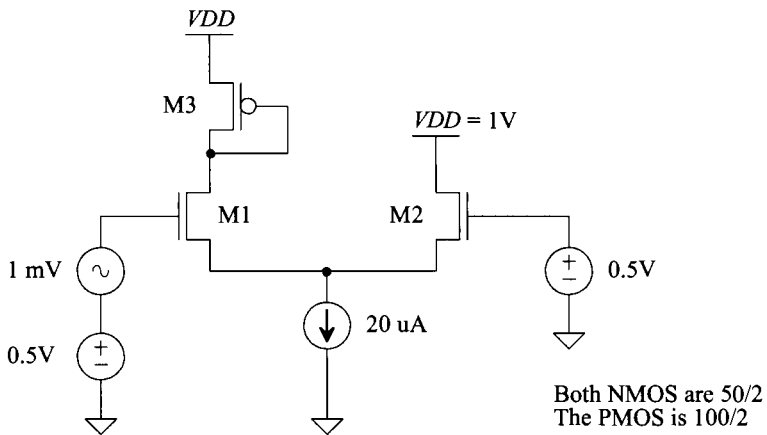 VDD
M3
VDD = 1V
M1
M2
1 mV
0.5V
0.5V
20 uA
Both NMOS are 50/2
The PMOS is 100/2